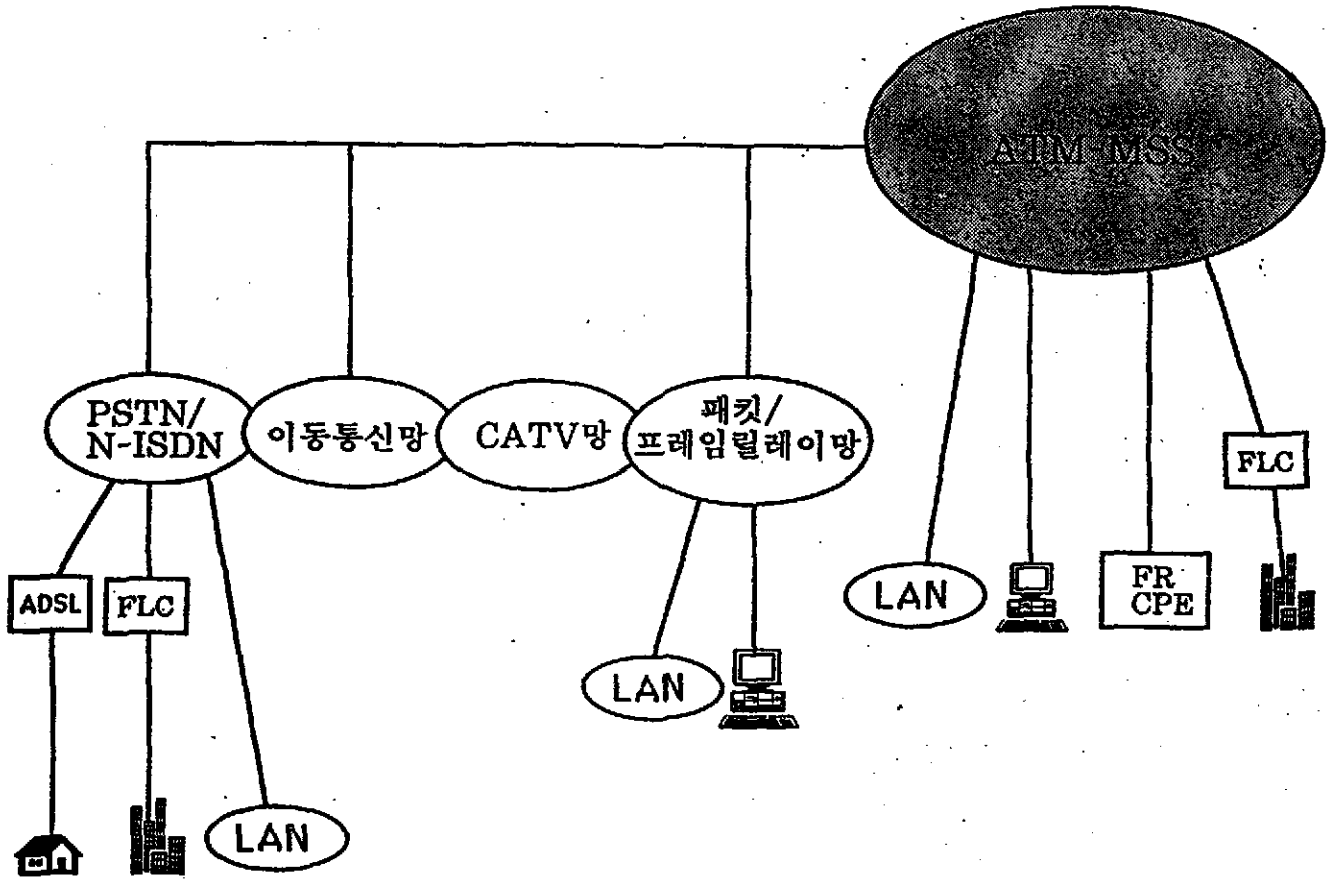 ATM-MSS
PSTN/
N-ISDN
이동통신망
CATV망
패킷/
프레임릴레이망
FLC
ADSL
FLC
LAN
FR
CPE
LAN
LAN